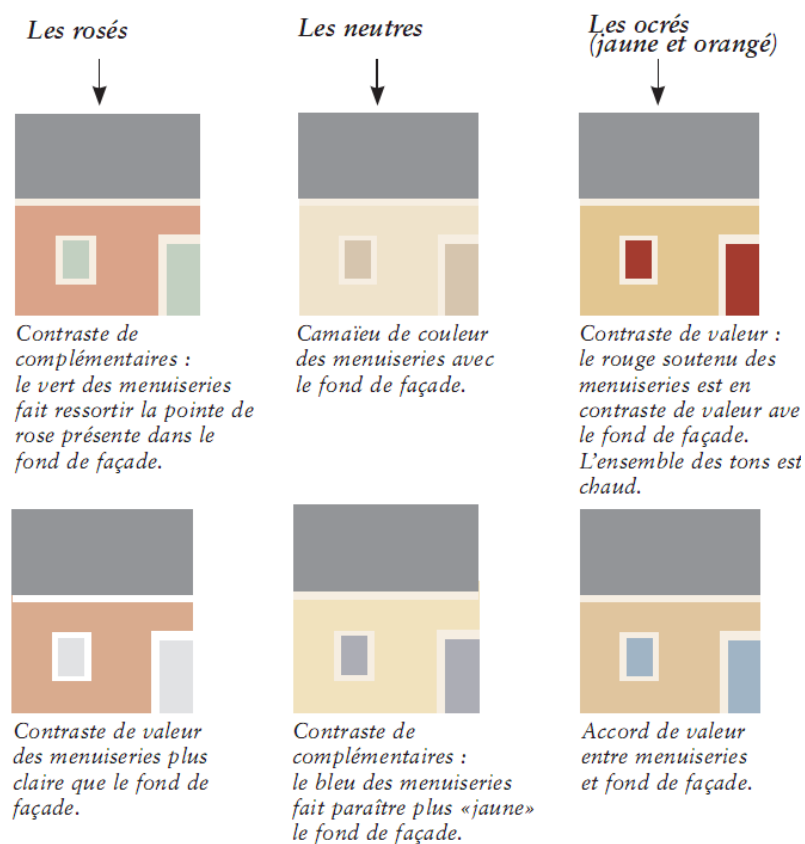 Les rosés
Les neutres
Les ocrés
(jaune et orangé)
Contraste de
complémentaires :
le vert des menuiseries
fait ressortir la pointe de
rose présente dans le
fond de façade.
Camaïeu de couleur
des menuiseries avec
le fond de façade.
Contraste de valeur :
le rouge soutenu des
menuiseries est en
contraste de valeur ave
le fond de façade.
L'ensemble des tons est
chaud.
Contraste de valeur
des menuiseries plus
claire que le fond de
façade.
Contraste de
complémentaires :
le bleu des menuiseries
fait paraître plus «jaune»
le fond de façade.
Accord de valeur
entre menuiseries
et fond de façade.